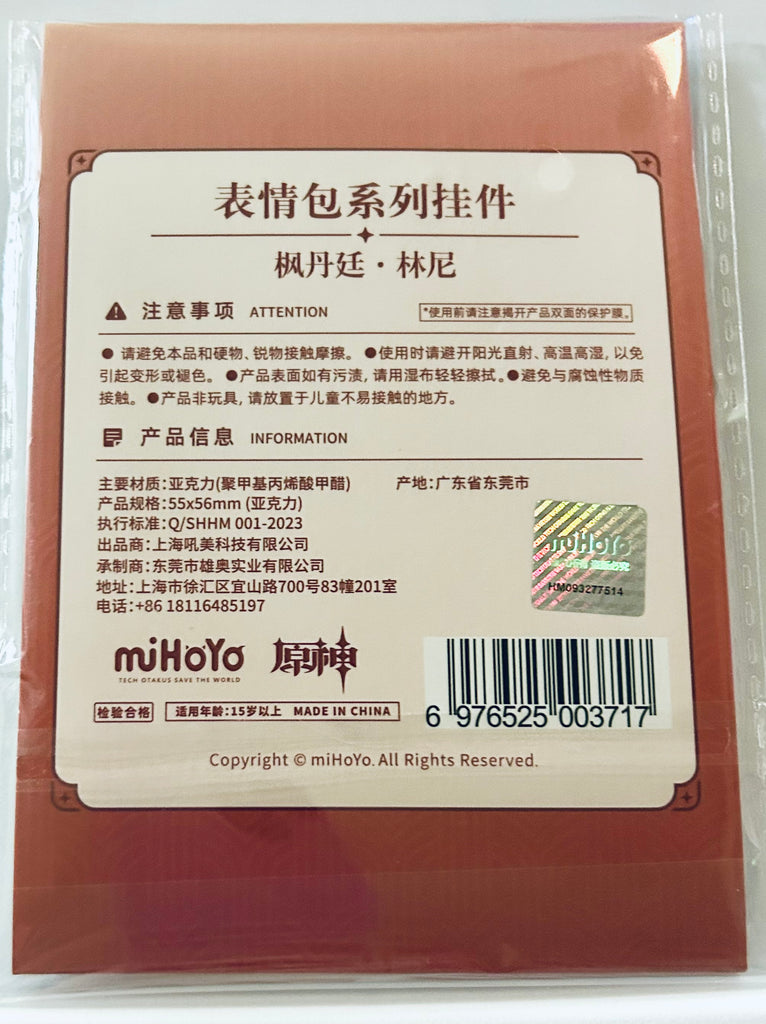 表情包系列挂件
枫丹廷·林尼
注意事项 ATTENTION *使用前请注意揭开产品双面的保护膜。
● 请避免本品和硬物、锐物接触摩擦。 ●使用时请避开阳光直射、高温高湿, 以免
引起变形或褪色。 ●产品表面如有污渍, 请用湿布轻轻擦拭。●避免与腐蚀性物质
接触。 ●产品非玩具, 请放置于儿童不易接触的地方。
产品信息 INFORMATION
主要材质:亚克力(聚甲基丙烯酸甲醋) 产地:广东省东莞市
产品规格:55x56mm (亚克力)
执行标准:Q/SHHM 001-2023
出品商:上海吼美科技有限公司
承制商:东莞市雄奥实业有限公司
地址:上海市徐汇区宜山路700号83幢201室
电话:+86 18116485197
miHoYo
盗版必究
HM093277514
miHoYo 原神
TECH OTAKUS SAVE THE WORLD
检验合格 适用年龄:15岁以上 MADE IN CHINA
6 976525 003717
Copyright © miHoYo. All Rights Reserved.